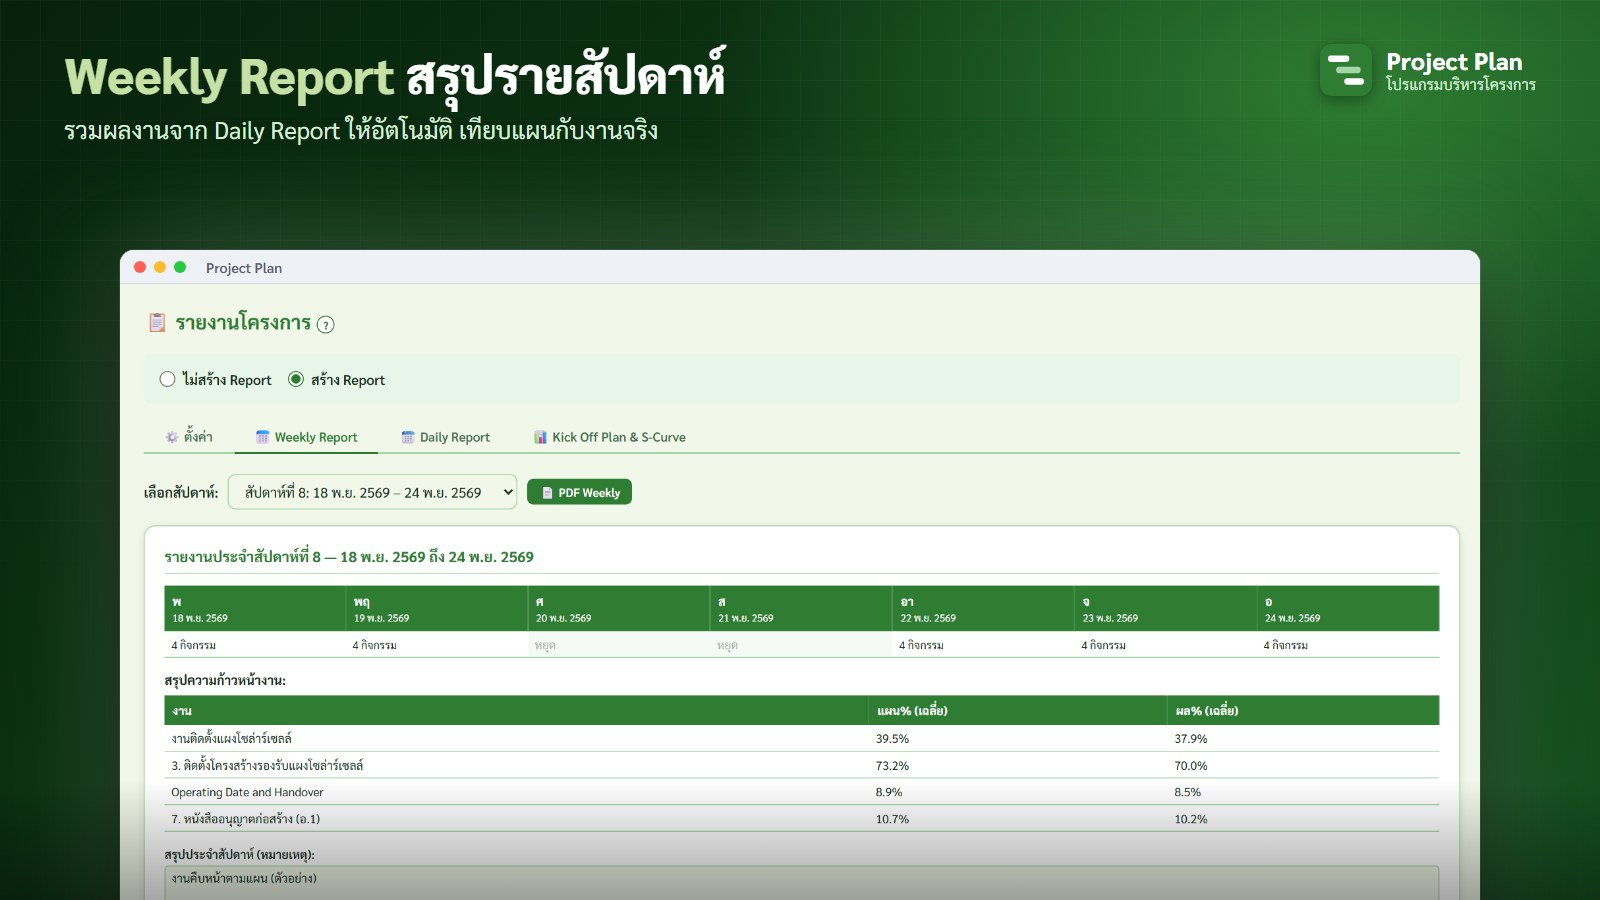 Weekly Report สรุปรายสัปดาห์
รวมผลงานจาก Daily Report ให้อัตโนมัติ เทียบแผนกับงานจริง
Project Plan
โปรแกรมบริหารโครงการ
Project Plan
รายงานโครงการ ?
ไม่สร้าง Report สร้าง Report
ตั้งค่า Weekly Report Daily Report Kick Off Plan & S-Curve
เลือกสัปดาห์: สัปดาห์ที่ 8: 18 พ.ย. 2569 – 24 พ.ย. 2569 PDF Weekly
รายงานประจำสัปดาห์ที่ 8 — 18 พ.ย. 2569 ถึง 24 พ.ย. 2569
พ พฤ ศ ส อา จ อ
18 พ.ย. 2569 19 พ.ย. 2569 20 พ.ย. 2569 21 พ.ย. 2569 22 พ.ย. 2569 23 พ.ย. 2569 24 พ.ย. 2569
4 กิจกรรม 4 กิจกรรม หยุด หยุด 4 กิจกรรม 4 กิจกรรม 4 กิจกรรม
สรุปความก้าวหน้างาน:
งาน แผน% (เฉลี่ย) ผล% (เฉลี่ย)
งานติดตั้งแผงโซล่าร์เซลล์ 39.5% 37.9%
3. ติดตั้งโครงสร้างรองรับแผงโซล่าร์เซลล์ 73.2% 70.0%
Operating Date and Handover 8.9% 8.5%
7. หนังสืออนุญาตก่อสร้าง (อ.1) 10.7% 10.2%
สรุปประจำสัปดาห์ (หมายเหตุ):
งานคืบหน้าตามแผน (ตัวอย่าง)